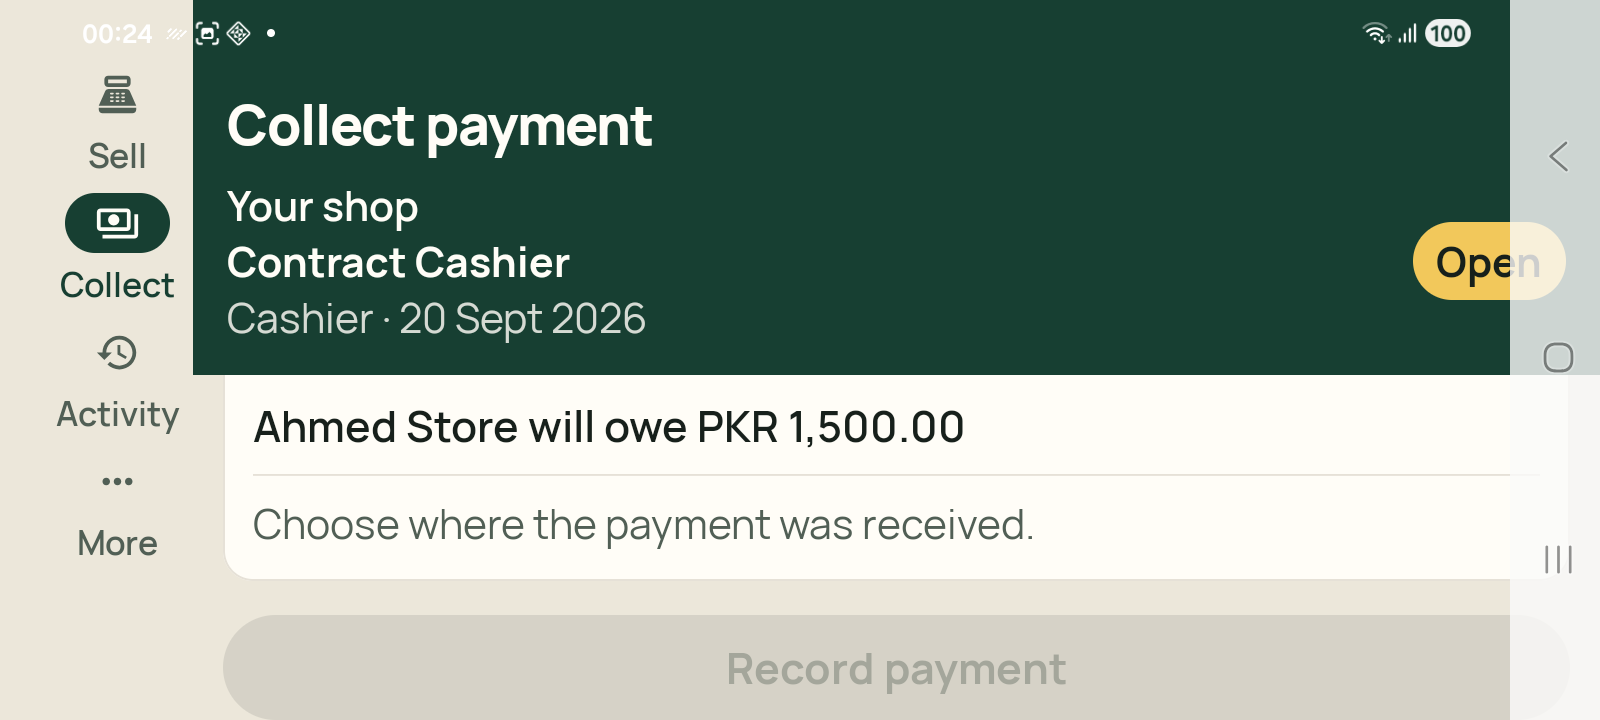 00:24
100
Sell
Collect
Activity
More
Collect payment
Your shop
Contract Cashier
Cashier · 20 Sept 2026
Open
Ahmed Store will owe PKR 1,500.00
Choose where the payment was received.
Record payment